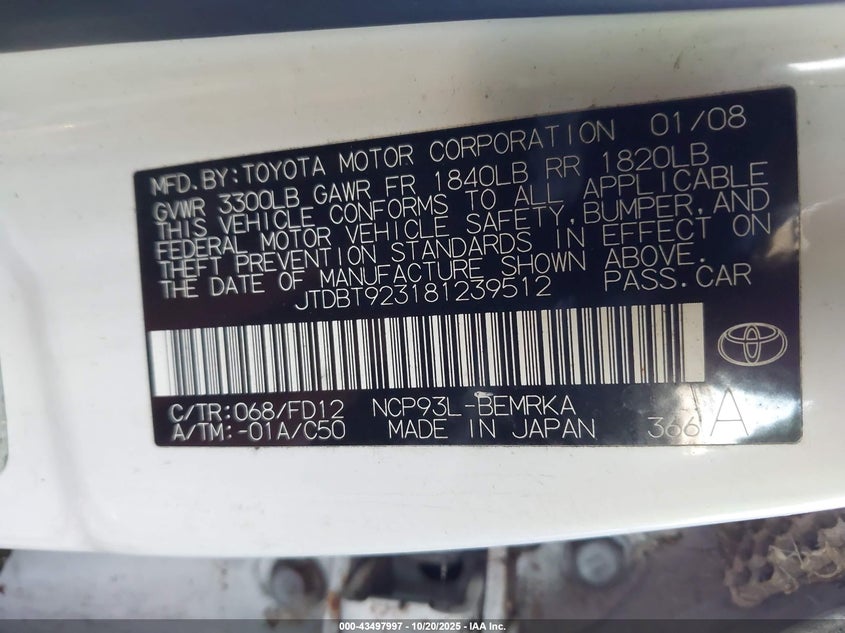 MFD.BY:TOYOTA MOTOR CORPORATION 01/08
GVWR 3300LB GAWR FR 1840LB RR 1820LB
THIS VEHICLE CONFORMS TO ALL APPLICABLE
FEDERAL MOTOR VEHICLE SAFETY,BUMPER,AND
THEFT PREVENTION STANDARDS IN EFFECT ON
THE DATE OF MANUFACTURE SHOWN ABOVE.
JTDBT923181239512 PASS.CAR
C/TR:068/FD12 NCP93L-BEMRKA
A/TM:-01A/C50 MADE IN JAPAN 366 A
000-43497997 | 10/20/2025 – IAA Inc.